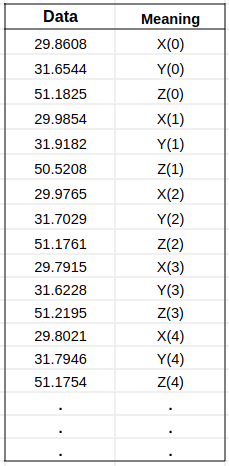 Data Meaning
29.8608 X(0)
31.6544 Y(0)
51.1825 Z(0)
29.9854 X(1)
31.9182 Y(1)
50.5208 Z(1)
29.9765 X(2)
31.7029 Y(2)
51.1761 Z(2)
29.7915 X(3)
31.6228 Y(3)
51.2195 Z(3)
29.8021 X(4)
31.7946 Y(4)
51.1754 Z(4)
. .
. .
. .